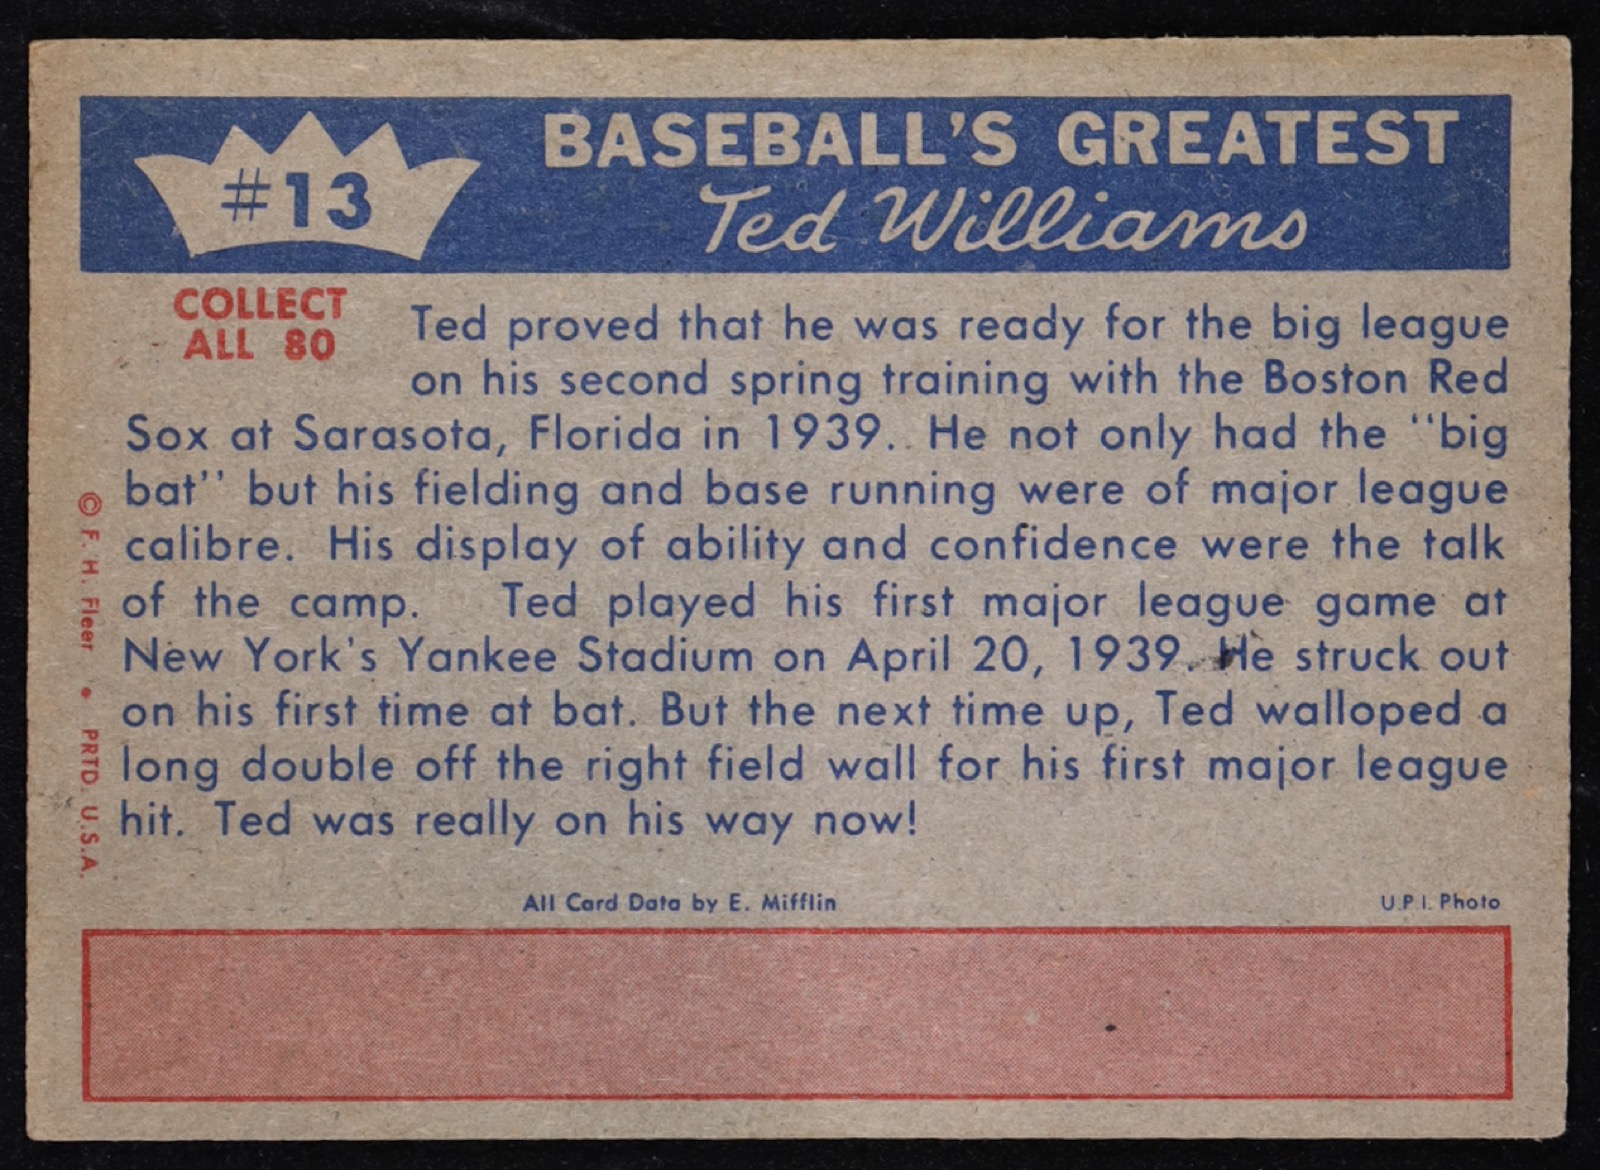 #13
BASEBALL'S GREATEST
Ted Williams
COLLECT
ALL 80
Ted proved that he was ready for the big league
on his second spring training with the Boston Red
Sox at Sarasota, Florida in 1939. He not only had the "big
bat" but his fielding and base running were of major league
calibre. His display of ability and confidence were the talk
of the camp. Ted played his first major league game at
New York's Yankee Stadium on April 20, 1939. He struck out
on his first time at bat. But the next time up, Ted walloped a
long double off the right field wall for his first major league
hit. Ted was really on his way now!
© F. H. Fleer • PRTD. U.S.A.
All Card Data by E. Mifflin
U.P.I. Photo